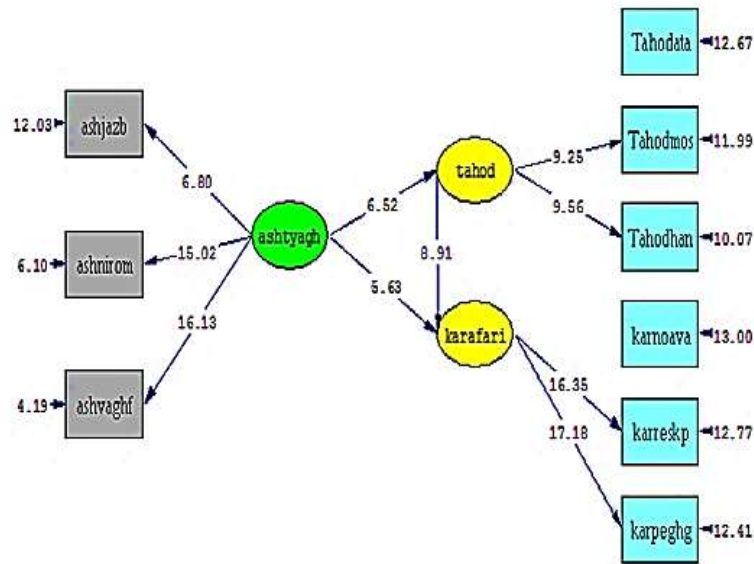 Tahodata
12.67
12.03
ashjazb
Tahodmos
11.99
tahod
9.25
6.80
6.52
9.56
ashtyagh
Tahodhan
10.07
6.10
ashnirom
15.02
8.91
5.63
karafari
karnoava
13.00
16.13
16.35
4.19
ashvaghf
17.18
karreskp
12.77
karpeghg
12.41